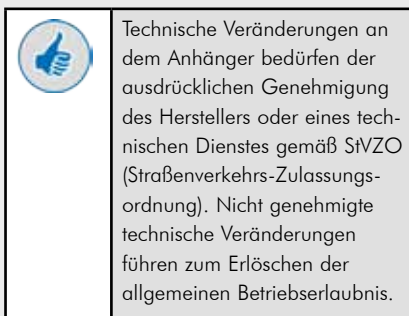 Technische Veränderungen an
dem Anhänger bedürfen der
ausdrücklichen Genehmigung
des Herstellers oder eines tech-
nischen Dienstes gemäß StVZO
(Straßenverkehrs-Zulassungs-
ordnung). Nicht genehmigte
technische Veränderungen
führen zum Erlöschen der
allgemeinen Betriebserlaubnis.